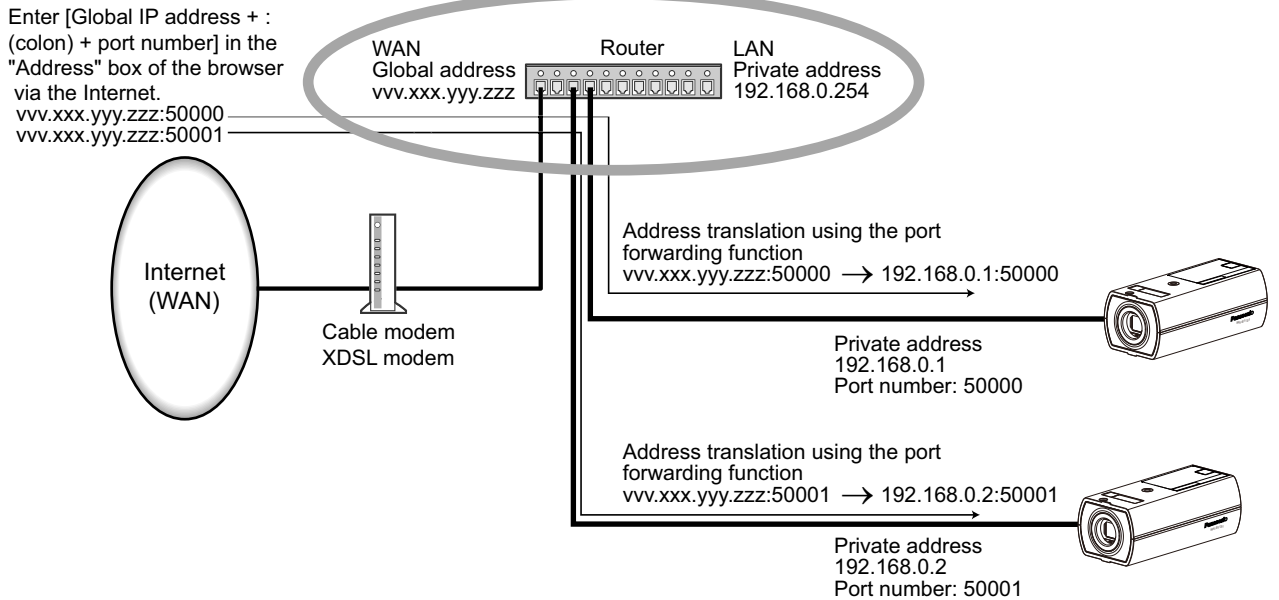 Enter [Global IP address + :
(colon) + port number] in the
"Address" box of the browser
via the Internet.
vvv.xxx.yyy.zzz:50000
vvv.xxx.yyy.zzz:50001
WAN
Global address
vvv.xxx.yyy.zzz
Router
LAN
Private address
192.168.0.254
Internet
(WAN)
Cable modem
XDSL modem
Address translation using the port
forwarding function
vvv.xxx.yyy.zzz:50000 → 192.168.0.1:50000
Panasonic
Private address
192.168.0.1
Port number: 50000
Address translation using the port
forwarding function
vvv.xxx.yyy.zzz:50001 → 192.168.0.2:50001
Panasonic
Private address
192.168.0.2
Port number: 50001